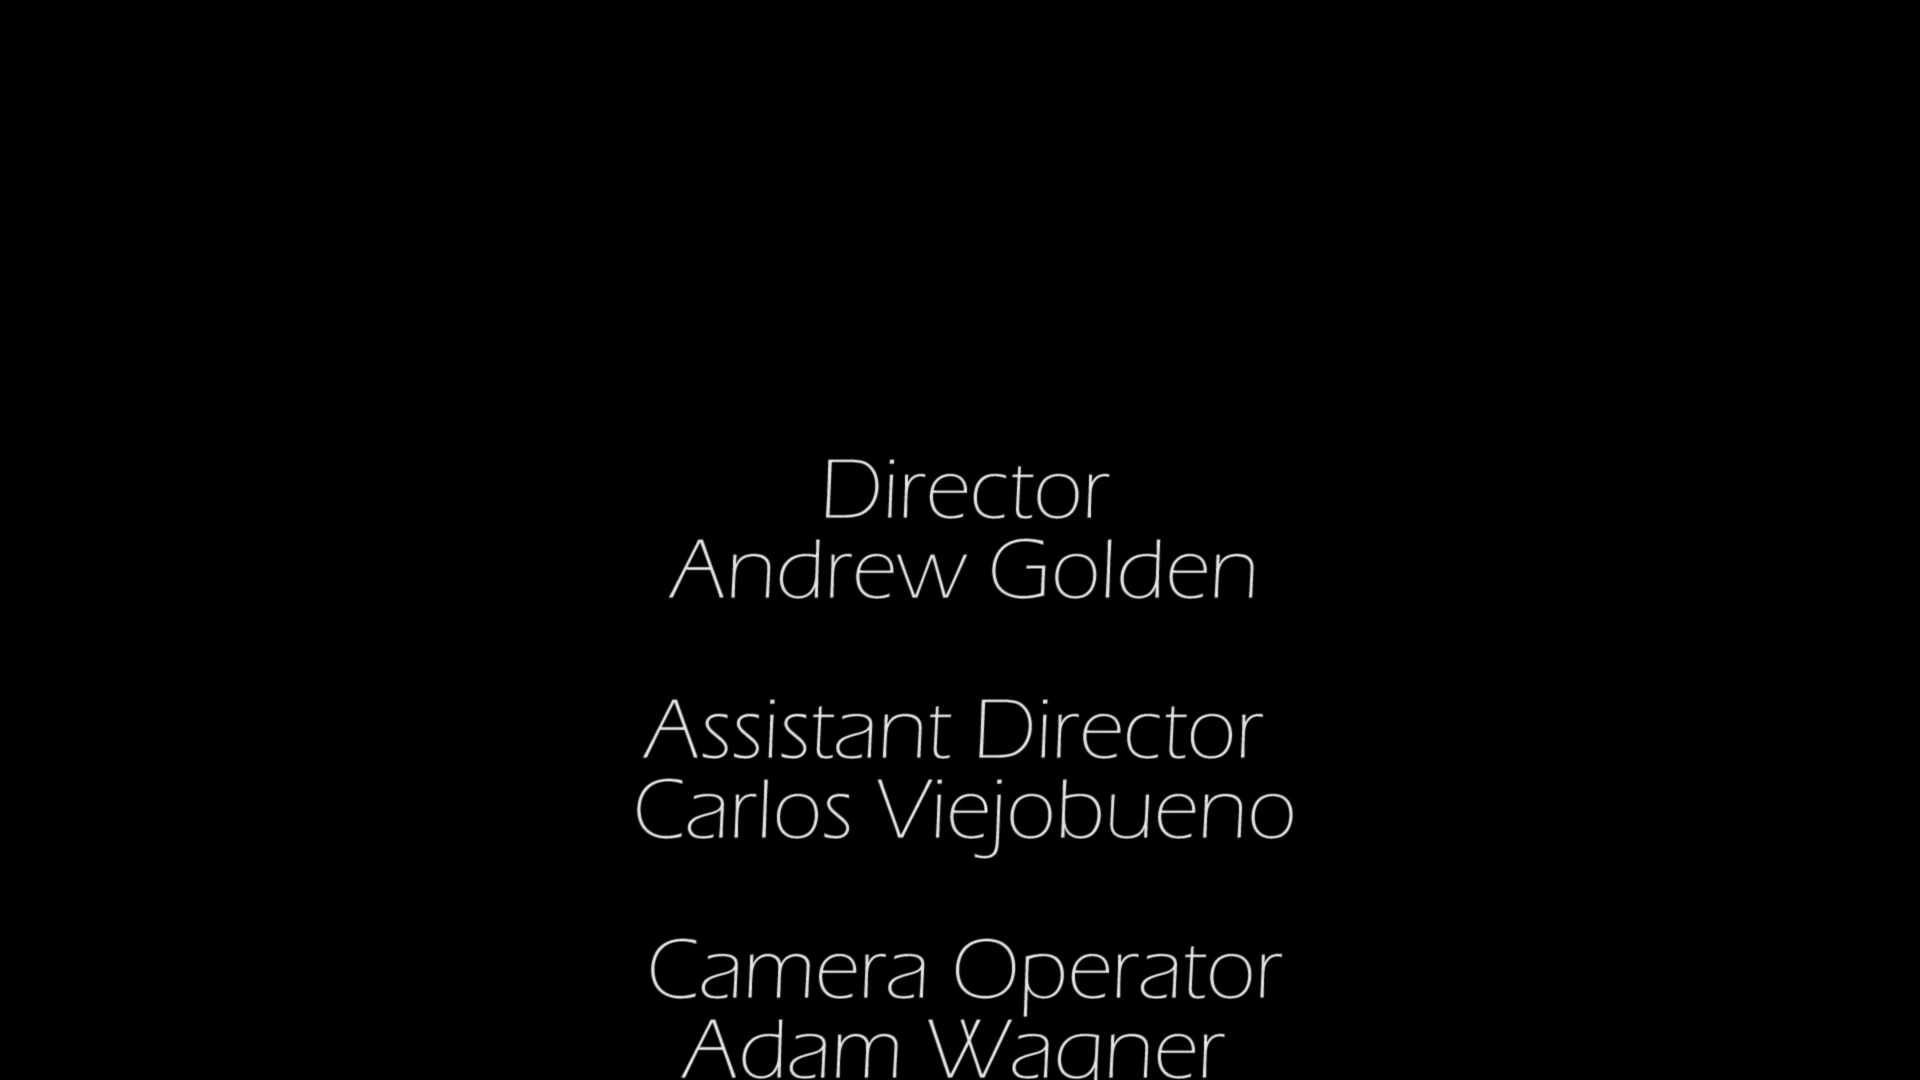 Director
Andrew Golden
Assistant Director
Carlos Viejobueno
Camera Operator
Adam Wagner